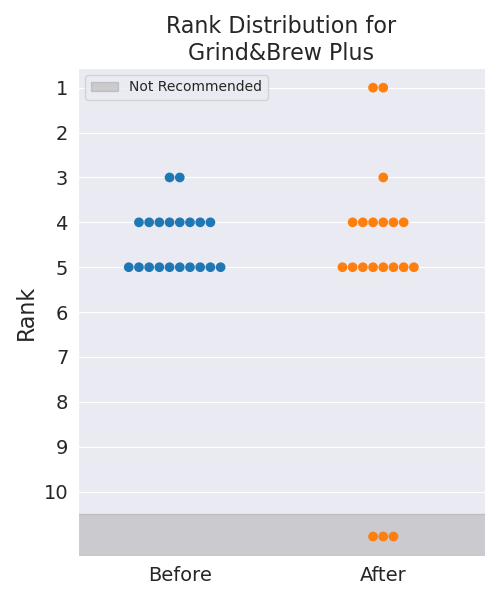 Rank Distribution for
Grind&Brew Plus
Not Recommended
1
2
3
4
5
6
7
8
9
10
Rank
Before
After